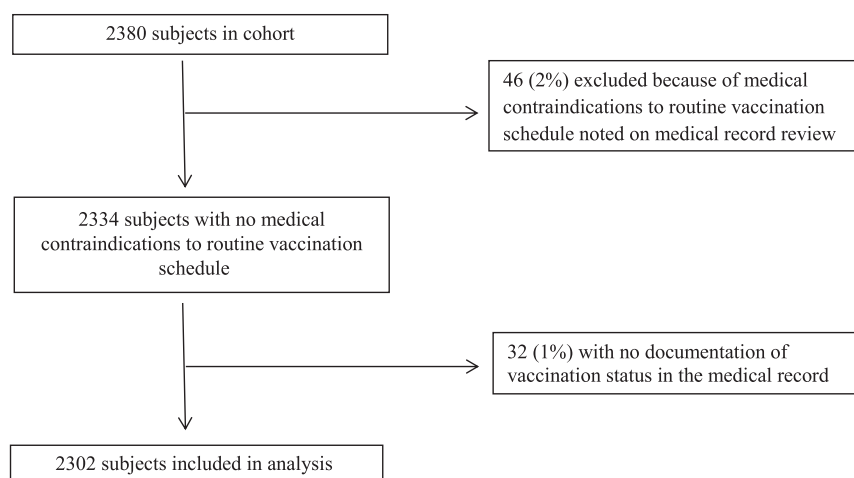 2380 subjects in cohort
46 (2%) excluded because of medical
contraindications to routine vaccination
schedule noted on medical record review
2334 subjects with no medical
contraindications to routine vaccination
schedule
32 (1%) with no documentation of
vaccination status in the medical record
2302 subjects included in analysis